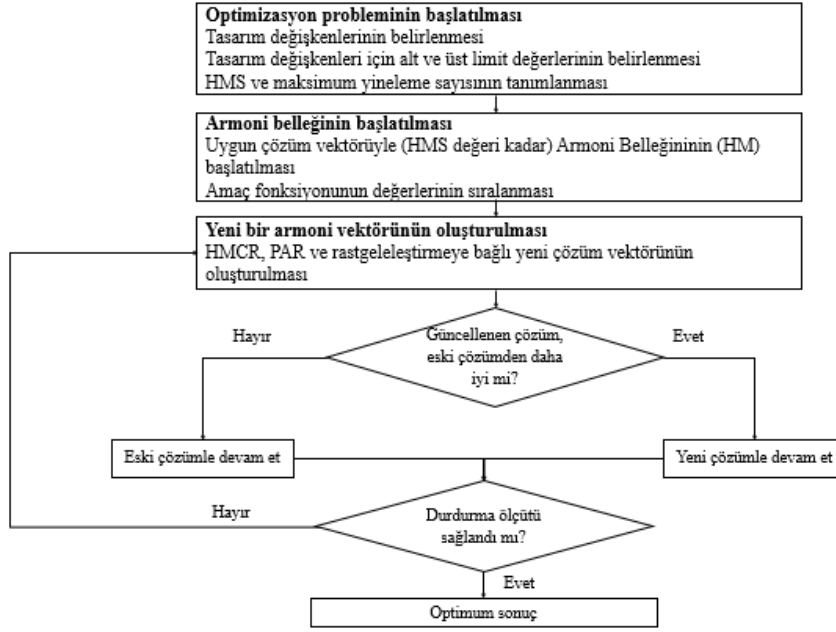 Optimizasyon probleminin başlatılması
Tasarım değişkenlerinin belirlenmesi
Tasarım değişkenleri için alt ve üst limit değerlerinin belirlenmesi
HMS ve maksimum yineleme sayısının tanımlanması
Armoni belleğinin başlatılması
Uygun çözüm vektörüyle (HMS değeri kadar) Armoni Belleğininin (HM)
başlatılması
Amaç fonksiyonunun değerlerinin sıralanması
Yeni bir armoni vektörünün oluşturulması
HMCR, PAR ve rastgeleleştirmeye bağlı yeni çözüm vektörünün
oluşturulması
Hayır
Güncellenen çözüm,
eski çözümden daha
iyi mi?
Evet
Eski çözümle devam et
Yeni çözümle devam et
Hayır
Durdurma ölçütü
sağlandı mı?
Evet
Optimum sonuç